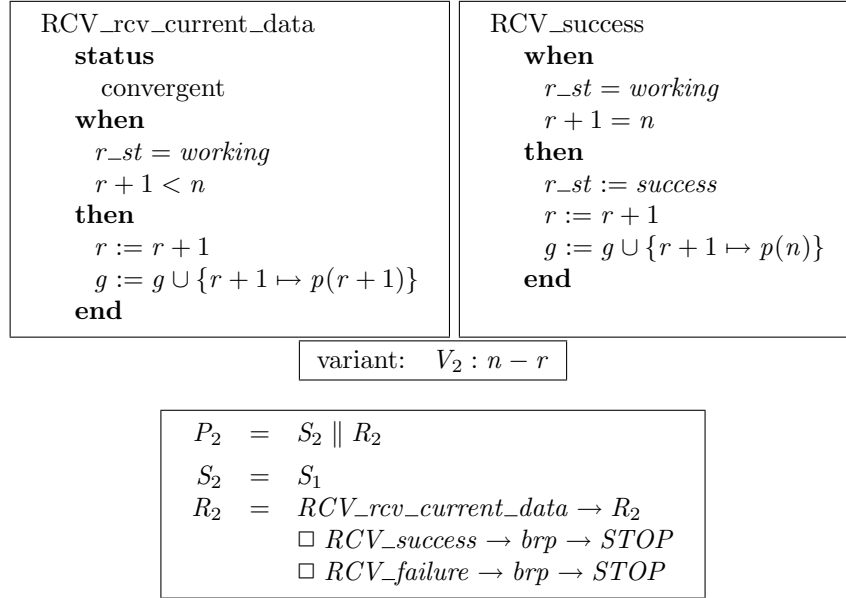 RCV_rcv_current_data
status
convergent
when
r_st = working
r + 1 < n
then
r := r + 1
g := g ∪ {r + 1 ↦ p(r + 1)}
end
RCV_success
when
r_st = working
r + 1 = n
then
r_st := success
r := r + 1
g := g ∪ {r + 1 ↦ p(n)}
end
variant: V₂ : n − r
P₂ = S₂ ∥ R₂
S₂ = S₁
R₂ = RCV_rcv_current_data → R₂
□ RCV_success → brp → STOP
□ RCV_failure → brp → STOP